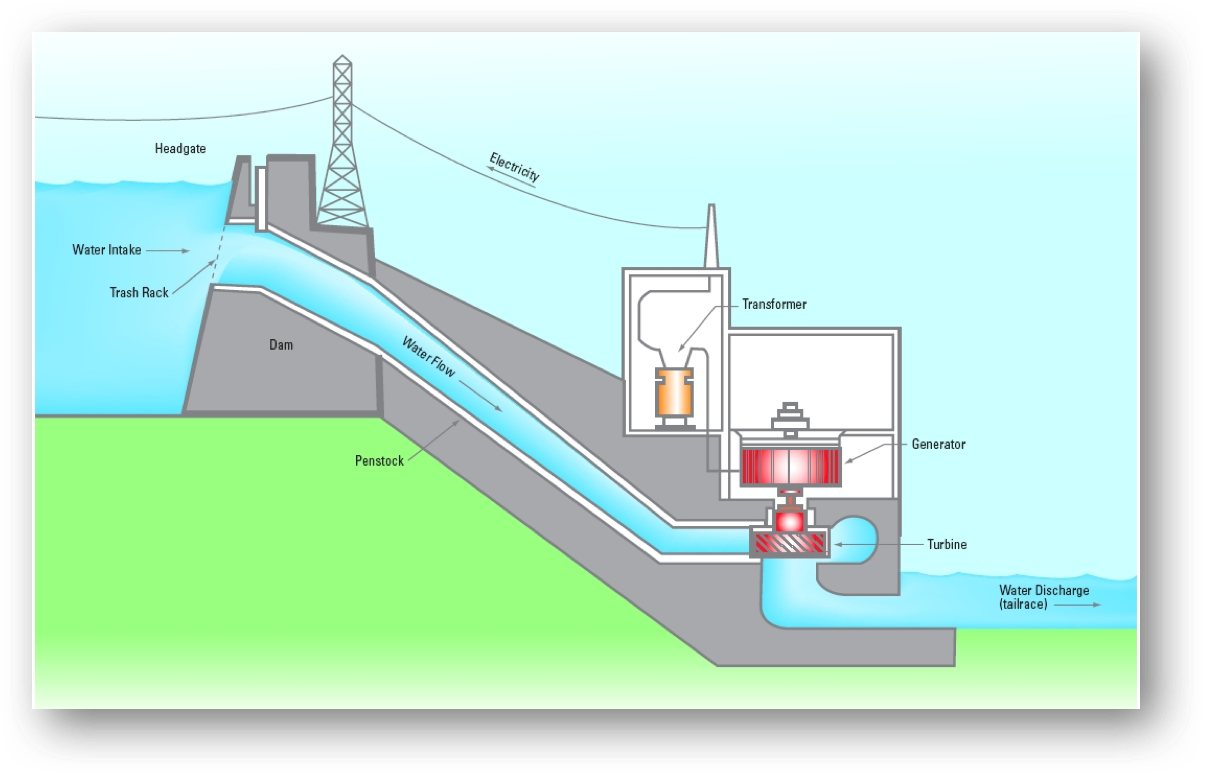 Headgate
Electricity
Water Intake
Trash Rack
Transformer
Dam
Water Flow
Generator
Penstock
Turbine
Water Discharge
(tailrace)